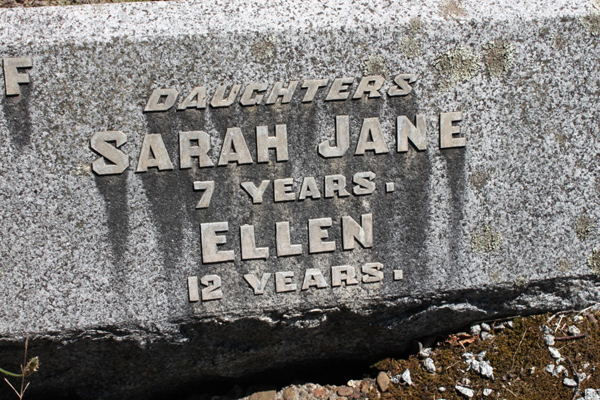 F
DAUGHTERS
SARAH JANE
7 YEARS.
ELLEN
12 YEARS.